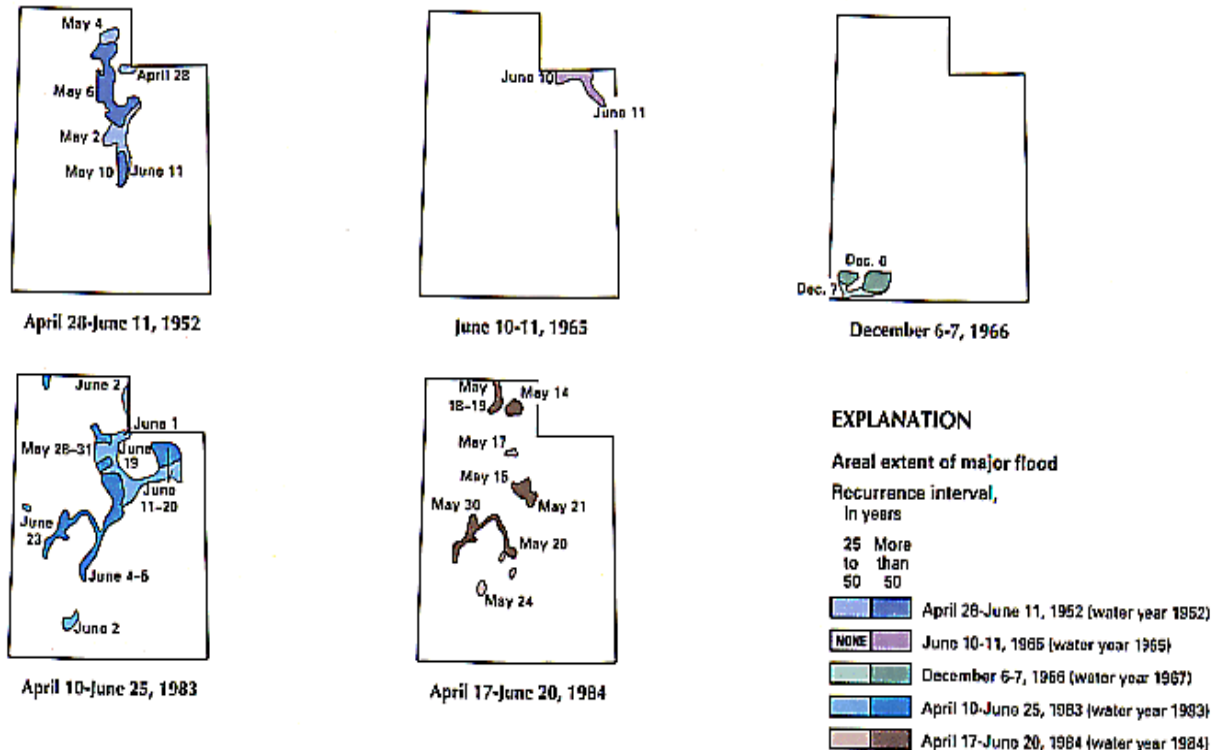 May 4
April 28
May 6
May 2
May 10
June 11
April 28-June 11, 1952
June 10
June 11
June 10-11, 1965
Dec. 6
Dec. 7
December 6-7, 1966
June 2
June 1
May 28-31
June
19
June
11-20
June
23
June 4-5
June 2
April 10-June 25, 1983
May
18-19
May 14
May 17
May 15
May 21
May 30
May 20
May 24
April 17-June 20, 1984
EXPLANATION
Areal extent of major flood
Recurrence interval,
In years
25 More
to than
50 50
April 28-June 11, 1952 (water year 1952)
NONE June 10-11, 1965 (water year 1965)
December 6-7, 1966 (water year 1967)
April 10-June 25, 1983 (water year 1983)
April 17-June 20, 1984 (water year 1984)